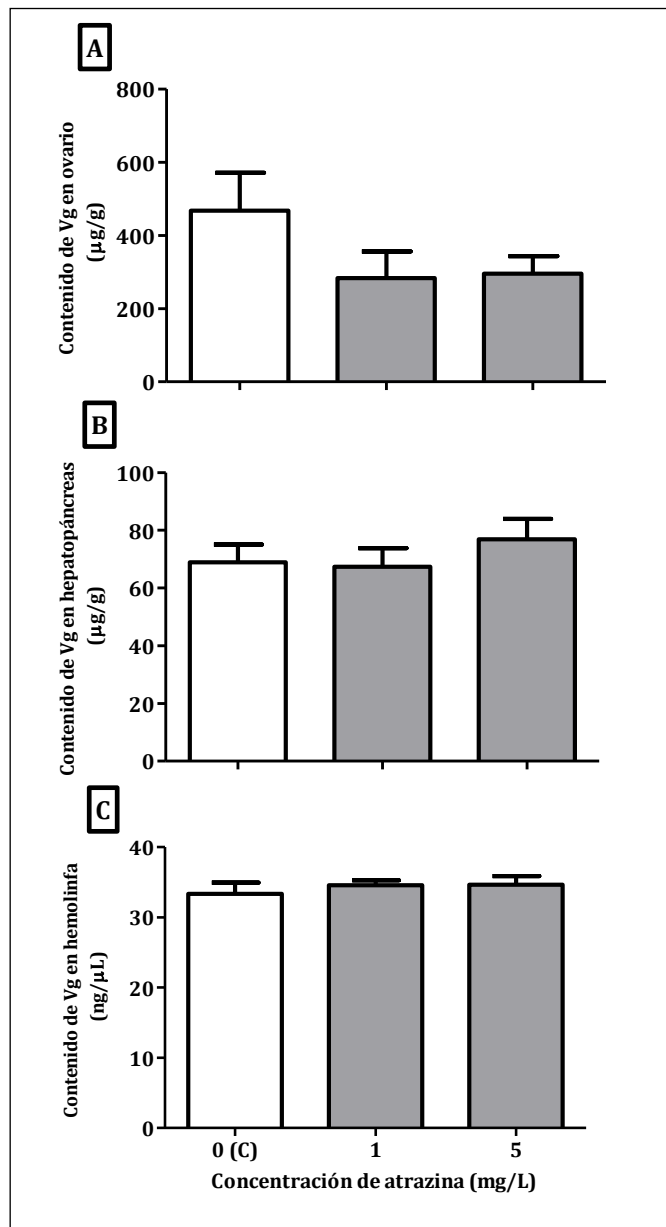 A
Contenido de Vg en ovario
(µg/g)
800
600
400
200
0
B
Contenido de Vg en hepatopáncreas
(µg/g)
100
80
60
40
20
0
C
Contenido de Vg en hemolinfa
(ng/µL)
40
30
20
10
0
0 (C) 1 5
Concentración de atrazina (mg/L)